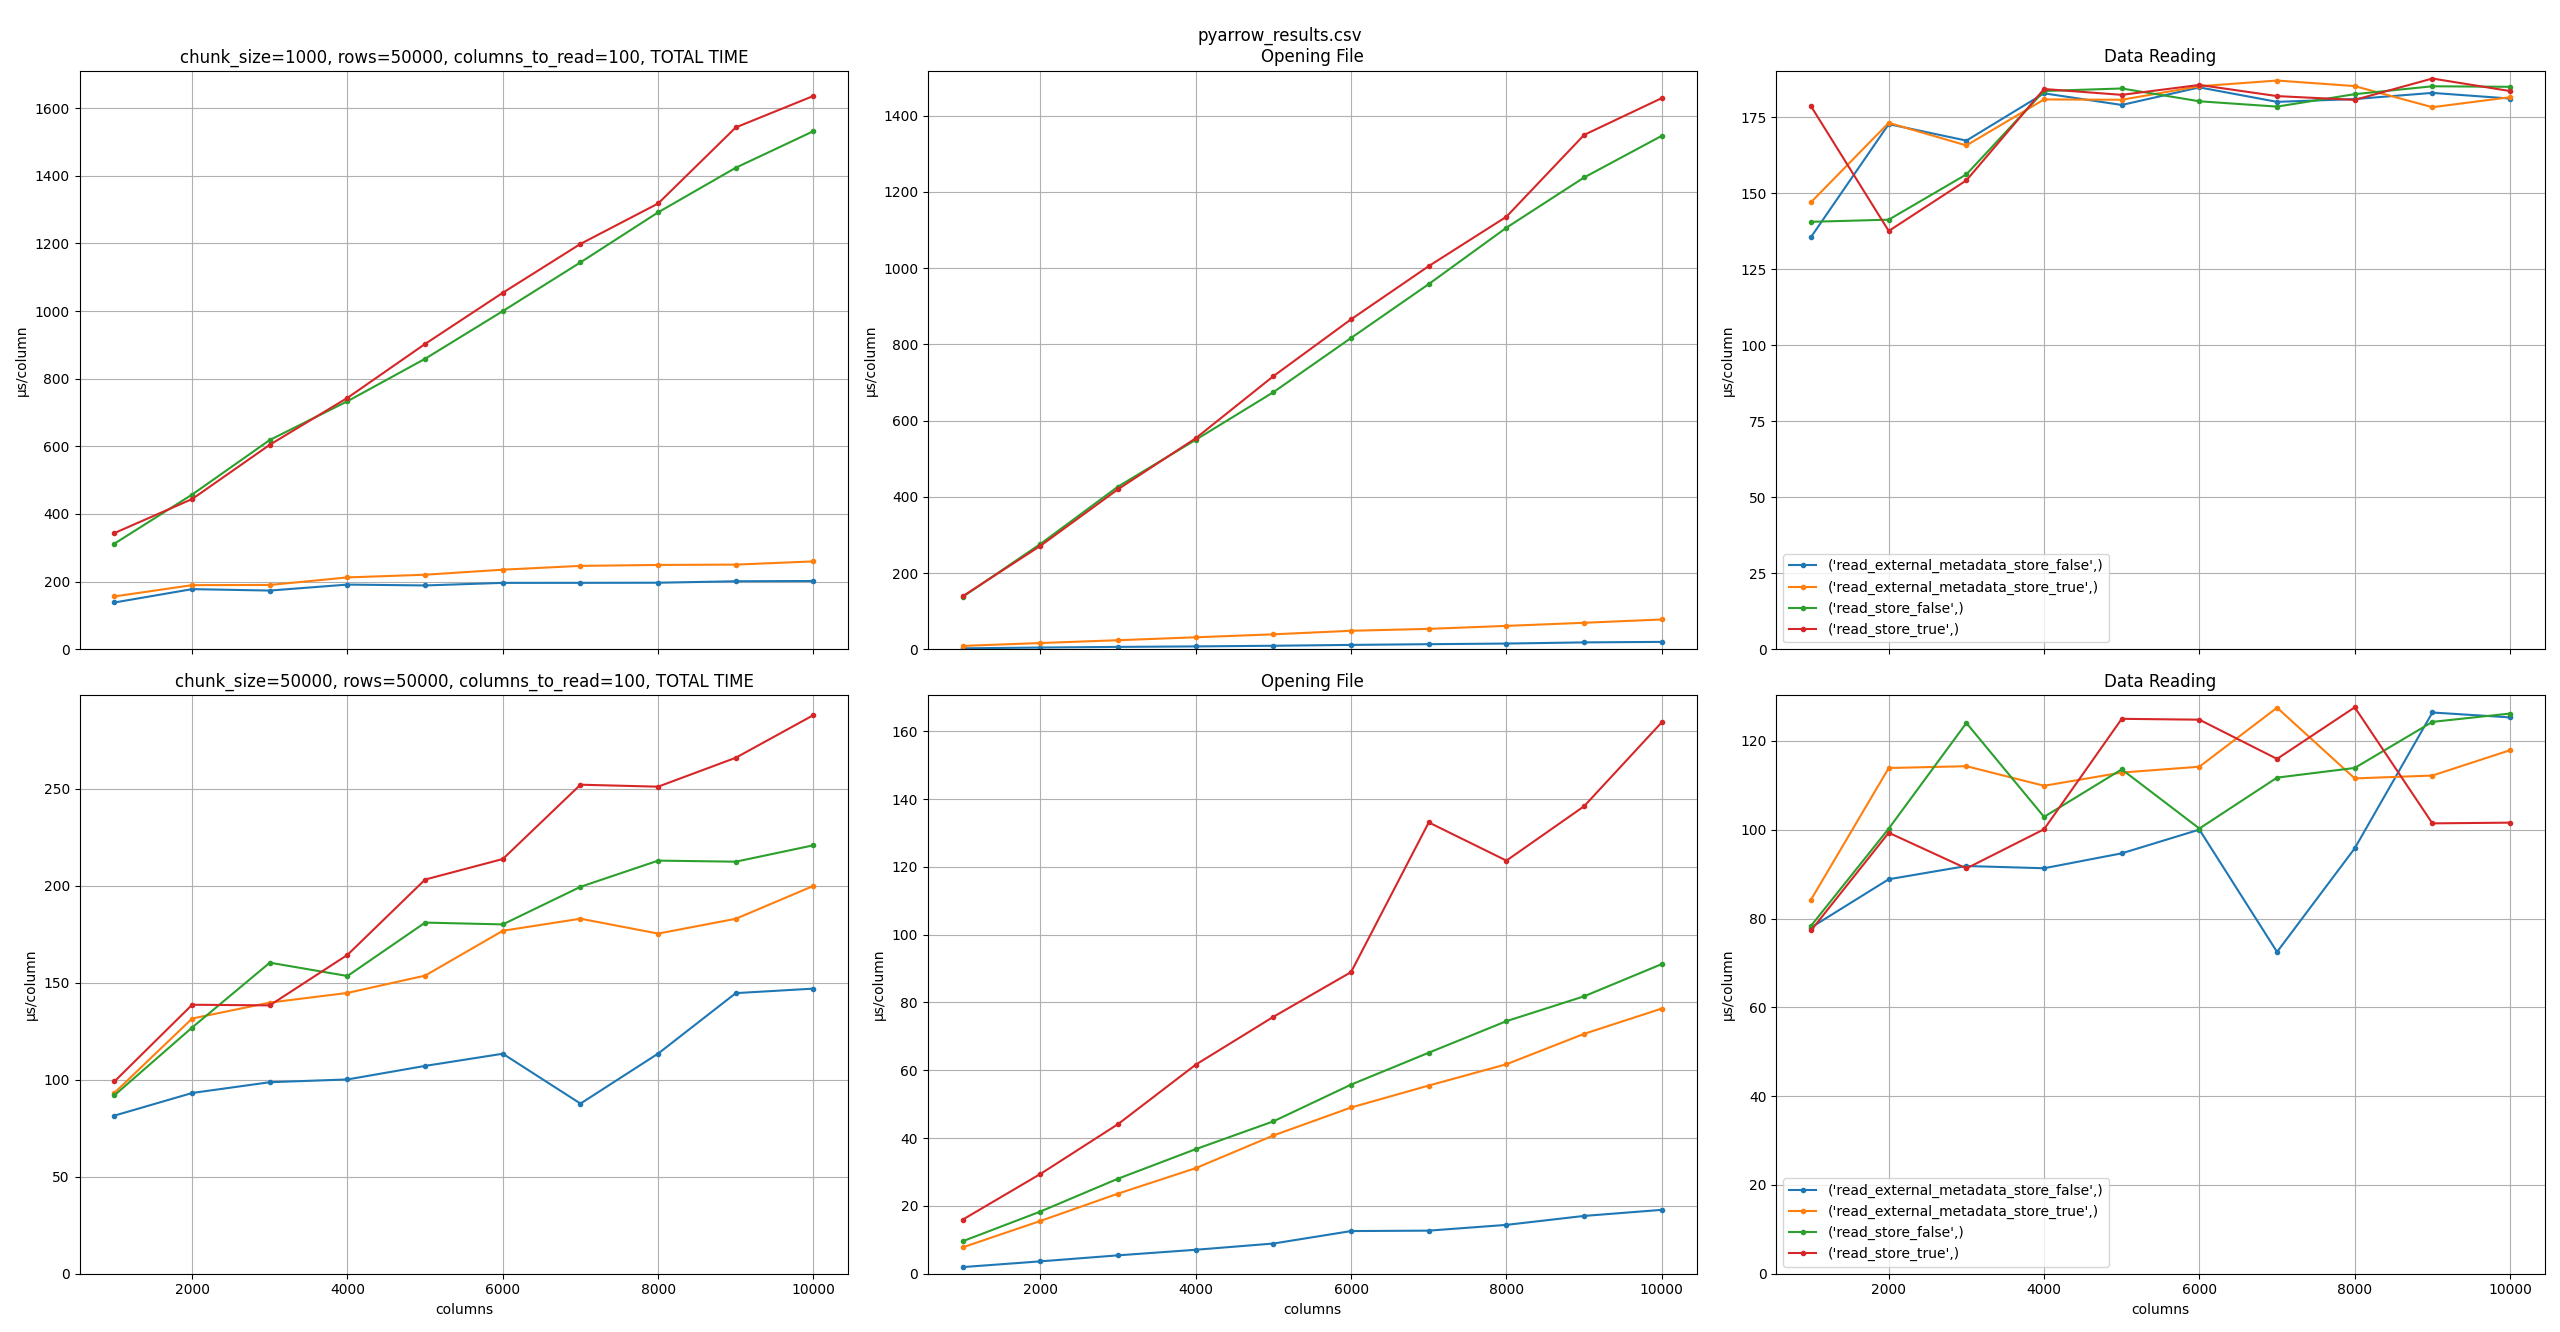 pyarrow_results.csv
chunk_size=1000, rows=50000, columns_to_read=100, TOTAL TIME
1600
1400
1200
1000
800
600
400
200
0
µs/column
Opening File
1400
1200
1000
800
600
400
200
0
µs/column
Data Reading
175
150
125
100
75
50
25
0
µs/column
('read_external_metadata_store_false',)
('read_external_metadata_store_true',)
('read_store_false',)
('read_store_true',)
chunk_size=50000, rows=50000, columns_to_read=100, TOTAL TIME
250
200
150
100
50
0
µs/column
2000 4000 6000 8000 10000
columns
Opening File
160
140
120
100
80
60
40
20
0
µs/column
2000 4000 6000 8000 10000
columns
Data Reading
120
100
80
60
40
20
0
µs/column
('read_external_metadata_store_false',)
('read_external_metadata_store_true',)
('read_store_false',)
('read_store_true',)
2000 4000 6000 8000 10000
columns